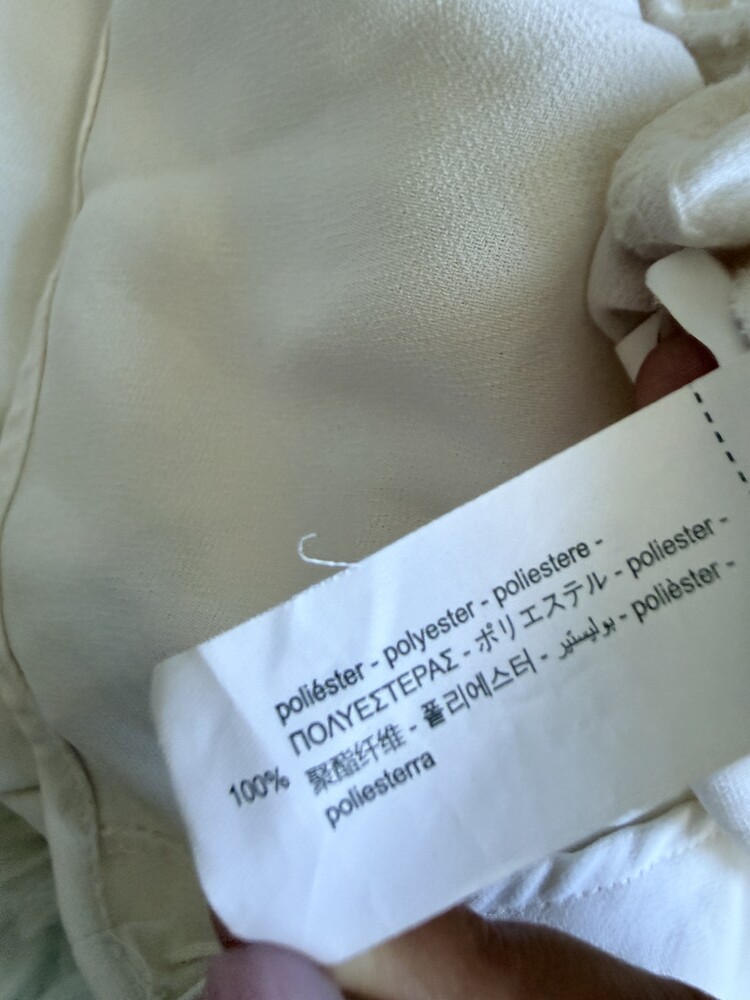 poliéster - polyester - poliestere -
ΠΟΛΥΕΣΤΕΡΑΣ - ポリエステル - poliester -
100% 聚酯纤维 - 폴리에스터 - بوليستير - polièster -
poliesterra